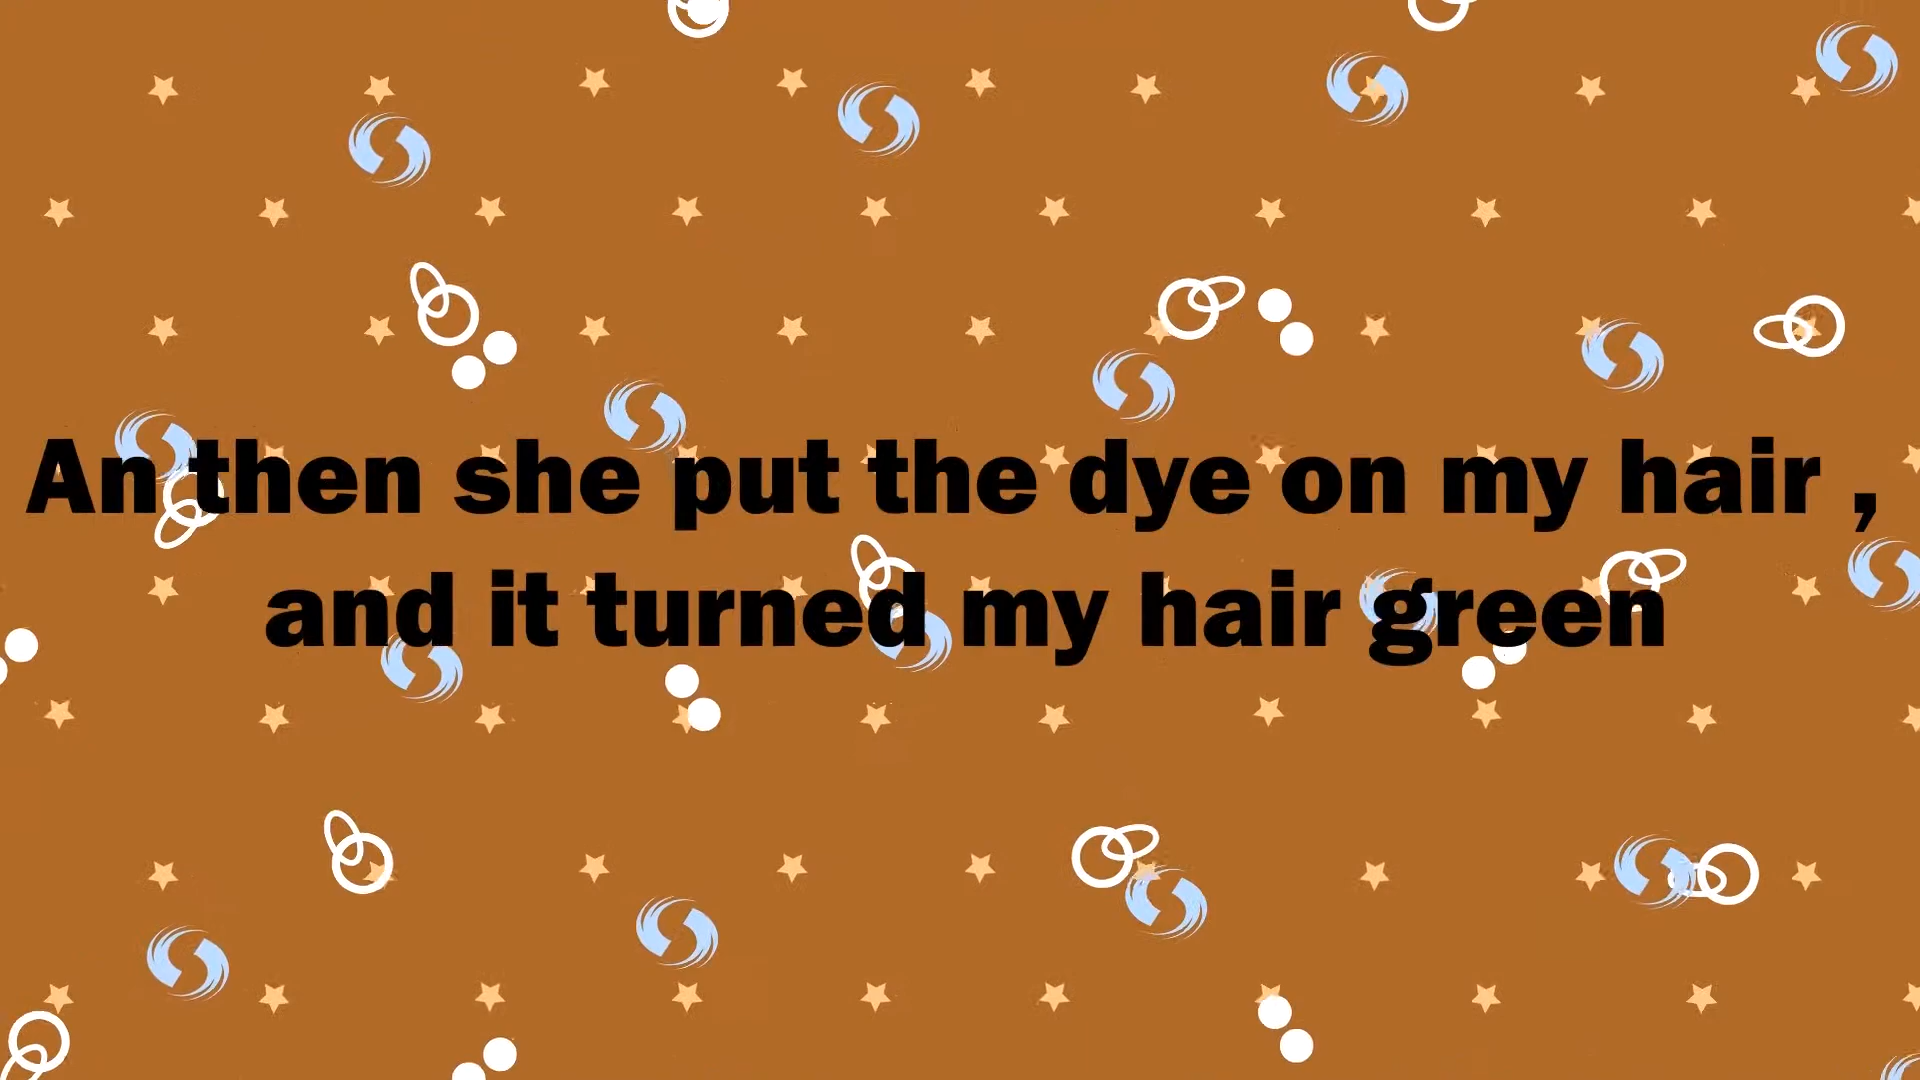 An then she put the dye on my hair ,
and it turned my hair green